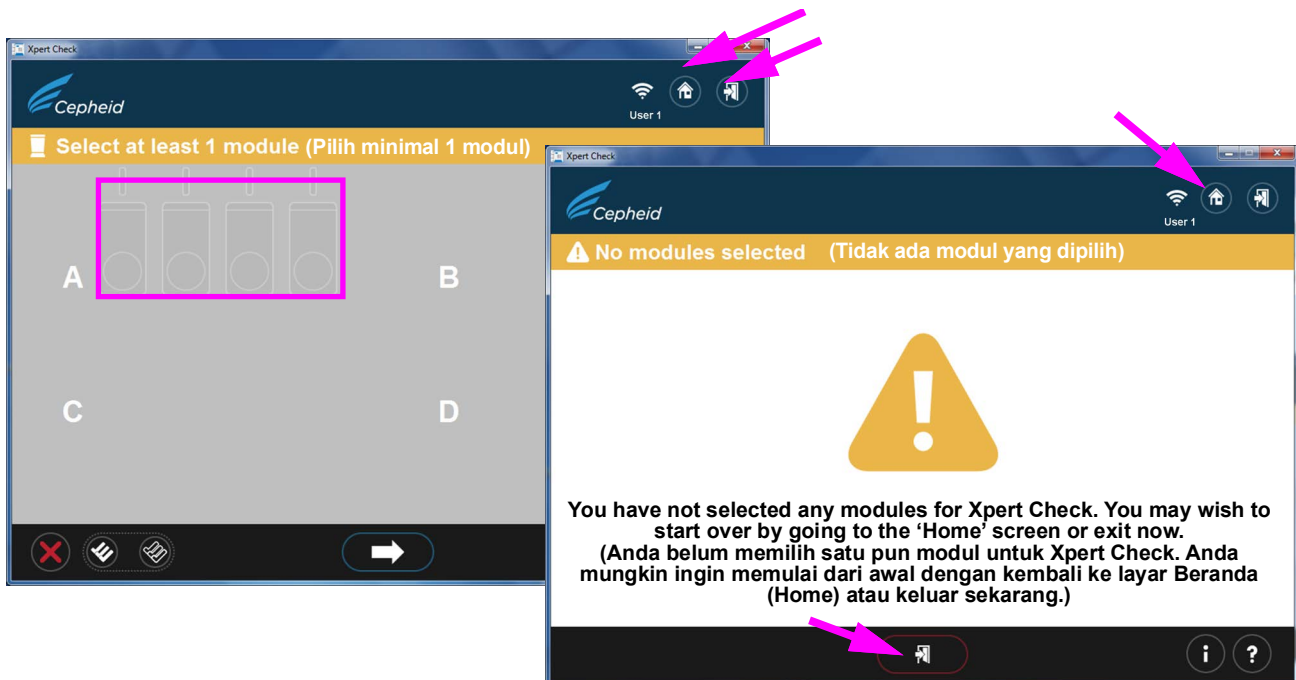 Xpert Check
Cepheid
User 1
Select at least 1 module (Pilih minimal 1 modul)
A
B
C
D
Xpert Check
Cepheid
User 1
No modules selected (Tidak ada modul yang dipilih)
You have not selected any modules for Xpert Check. You may wish to
start over by going to the ‘Home’ screen or exit now.
(Anda belum memilih satu pun modul untuk Xpert Check. Anda
mungkin ingin memulai dari awal dengan kembali ke layar Beranda
(Home) atau keluar sekarang.)
i ?